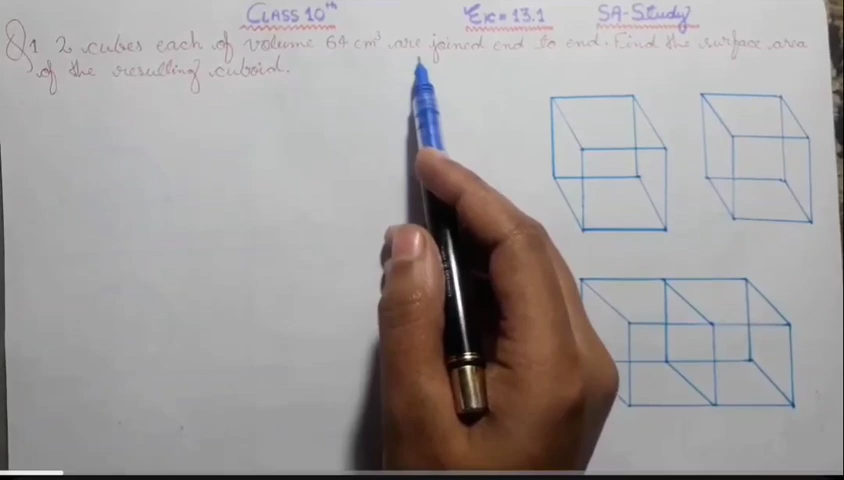 CLASS 10th Ex = 13.1 SA-Study
Q1 2 cubes each of volume 64 cm³ are joined end to end. Find the surface area
of the resulting cuboid.